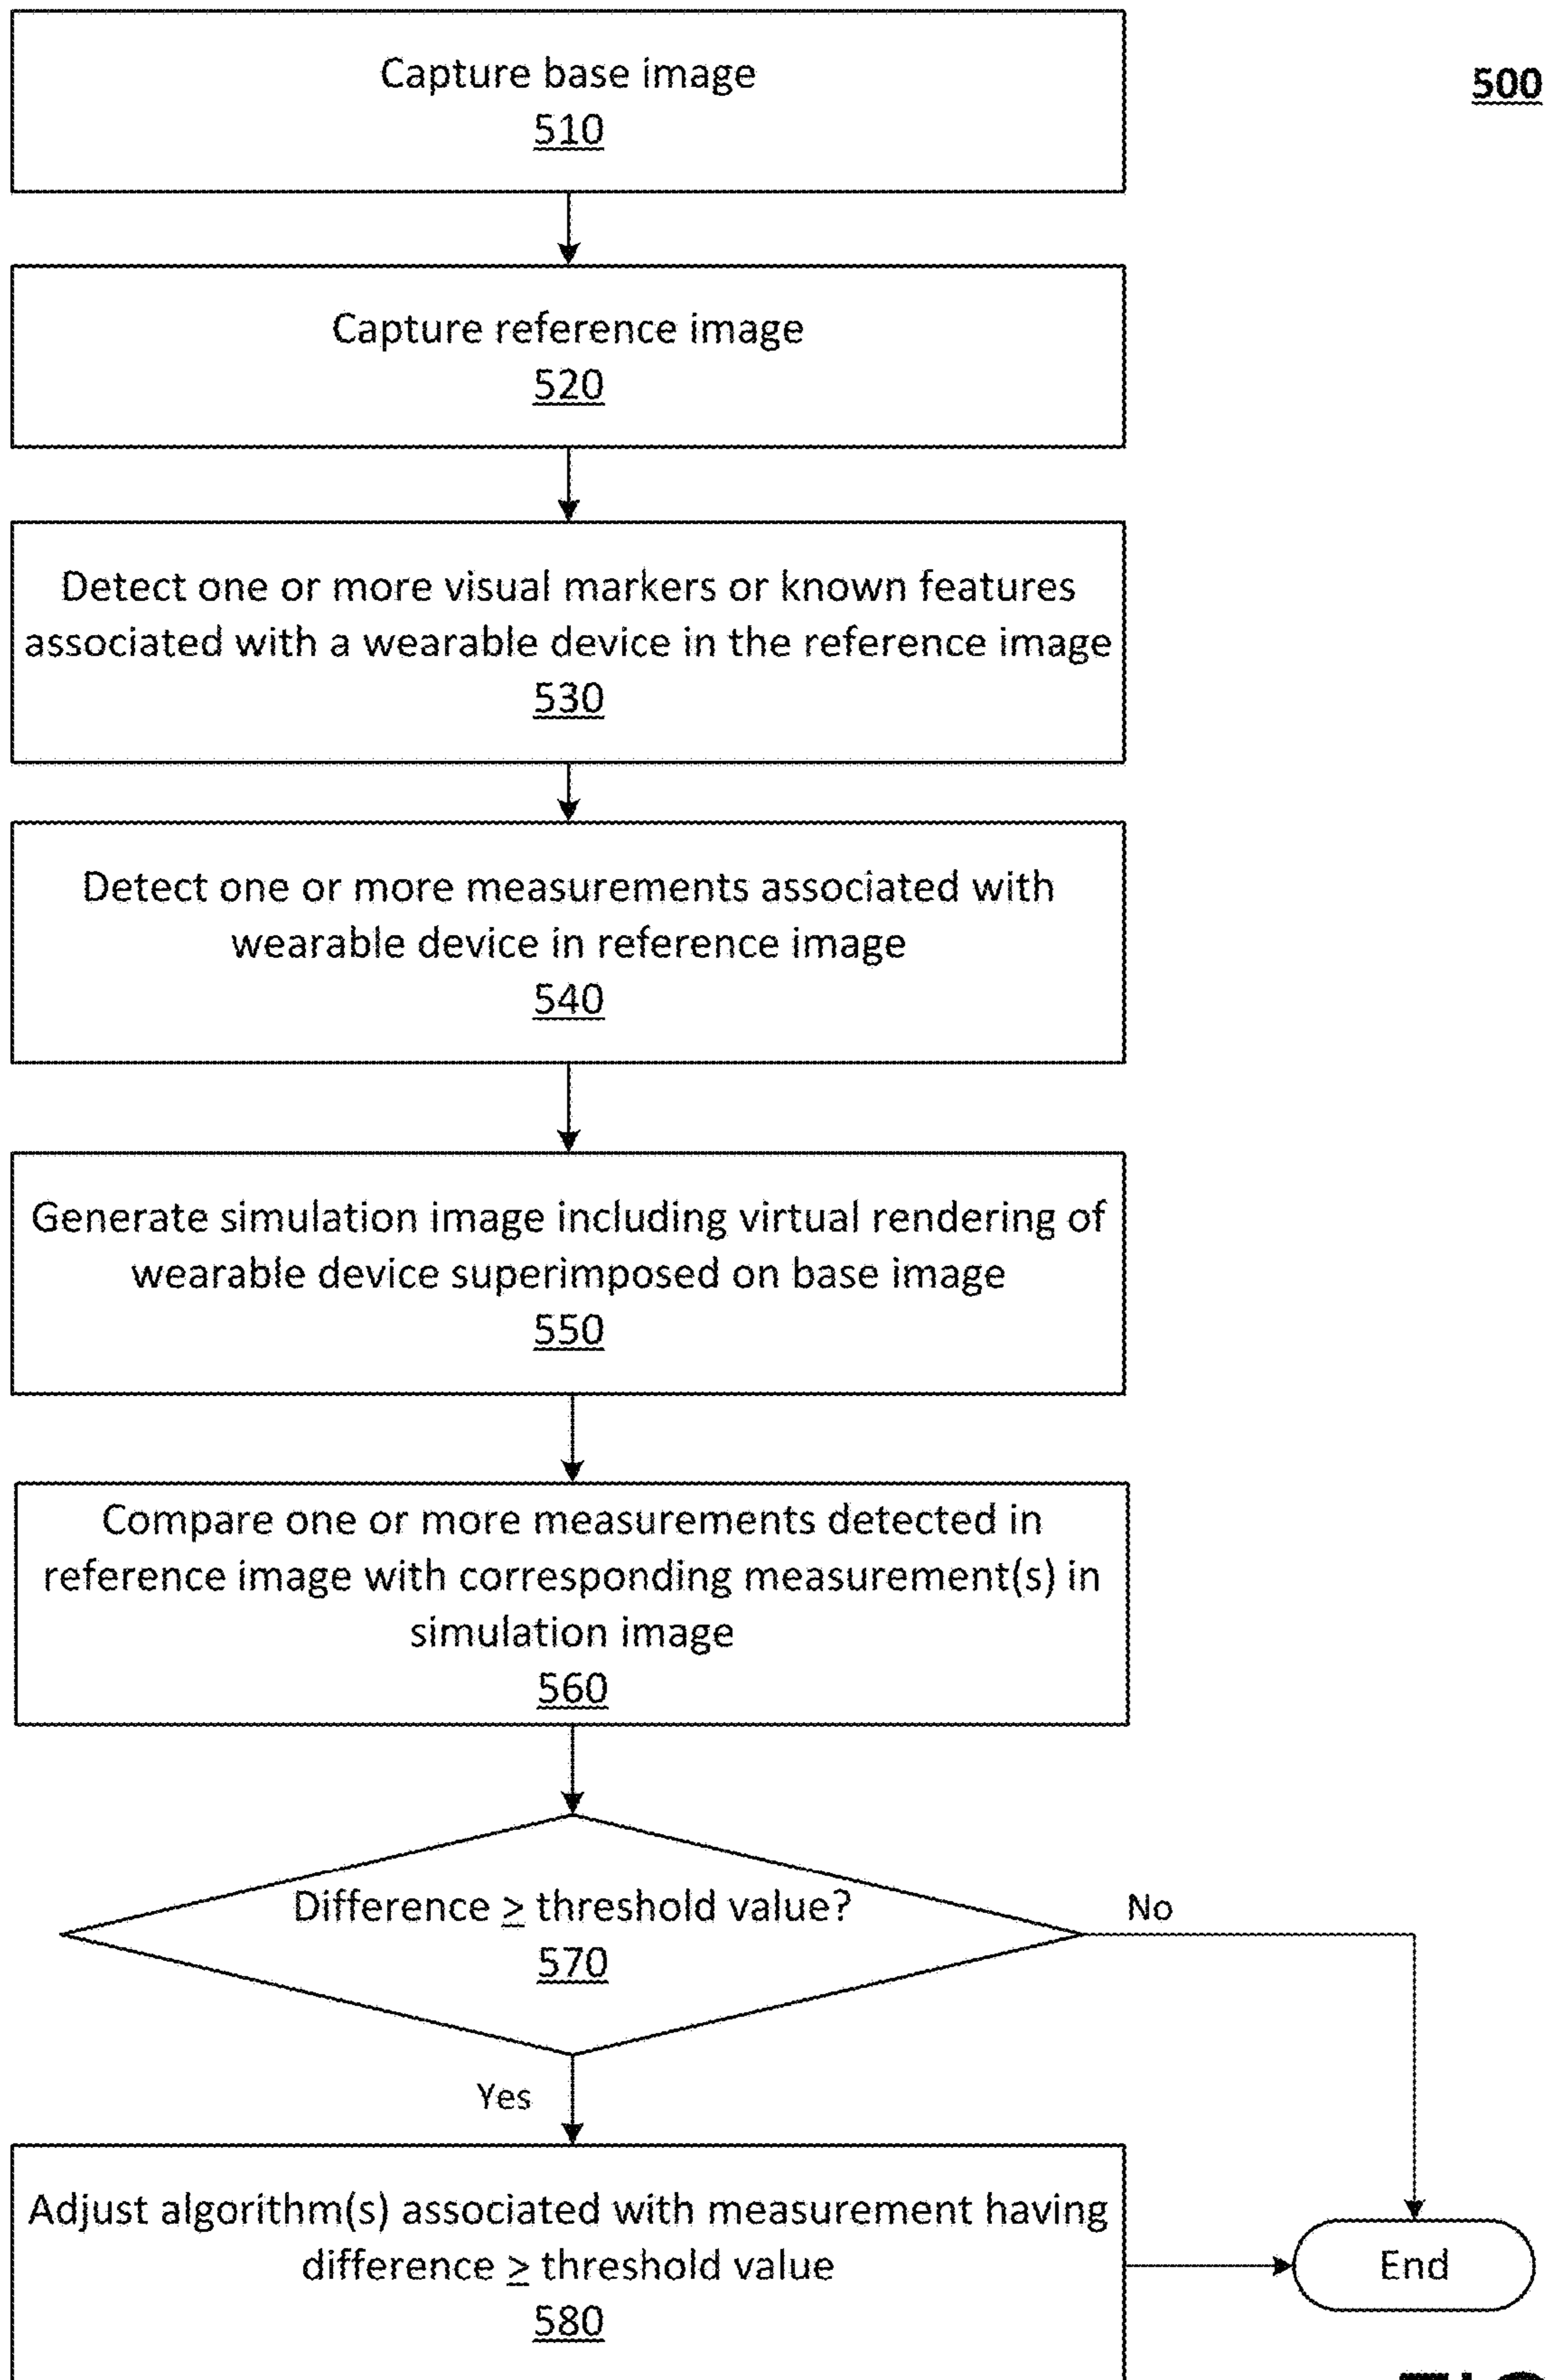 Capture base image
510
500
Capture reference image
520
Detect one or more visual markers or known features
associated with a wearable device in the reference image
530
Detect one or more measurements associated with
wearable device in reference image
540
Generate simulation image including virtual rendering of
wearable device superimposed on base image
550
Compare one or more measurements detected in
reference image with corresponding measurement(s) in
simulation image
560
Difference ≥ threshold value?
570
No
Yes
Adjust algorithm(s) associated with measurement having
difference ≥ threshold value
580
End